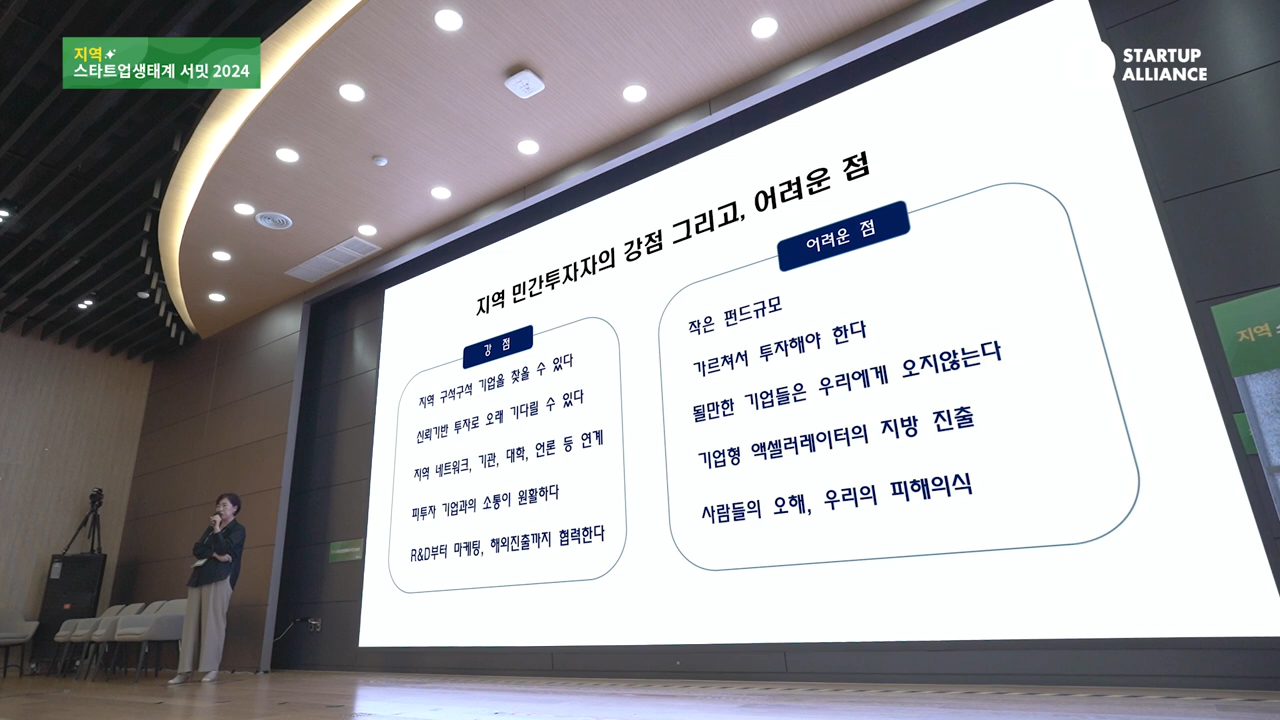 지역
스타트업생태계 서밋 2024
STARTUP
ALLIANCE
지역 민간투자자의 강점 그리고, 어려운 점
강 점
지역 구석구석 기업을 찾을 수 있다
신뢰기반 투자로 오래 기다릴 수 있다
지역 네트워크, 기관, 대학, 언론 등 연계
피투자 기업과의 소통이 원활하다
R&D부터 마케팅, 해외진출까지 협력한다
어려운 점
작은 펀드규모
가르쳐서 투자해야 한다
될만한 기업들은 우리에게 오지않는다
기업형 액셀러레이터의 지방 진출
사람들의 오해, 우리의 피해의식
지역